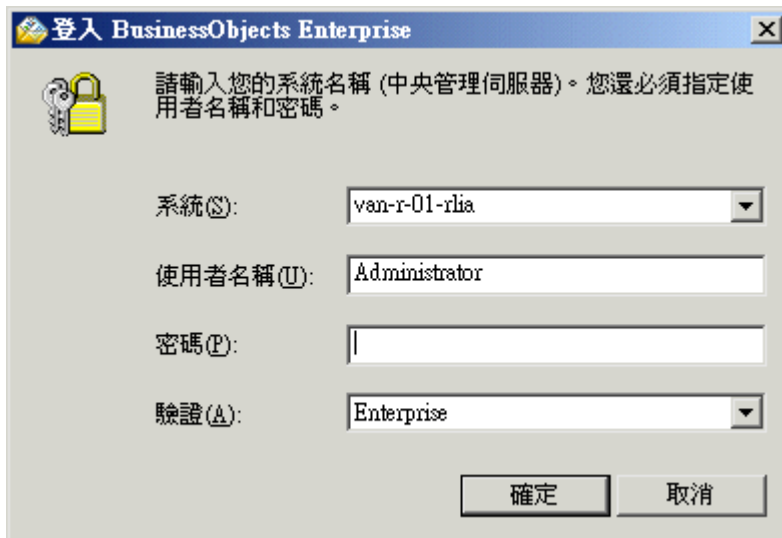 登入 BusinessObjects Enterprise
請輸入您的系統名稱 (中央管理伺服器)。您還必須指定使
用者名稱和密碼。
系統(S): van-r-01-rlia
使用者名稱(U): Administrator
密碼(P):
驗證(A): Enterprise
確定 取消